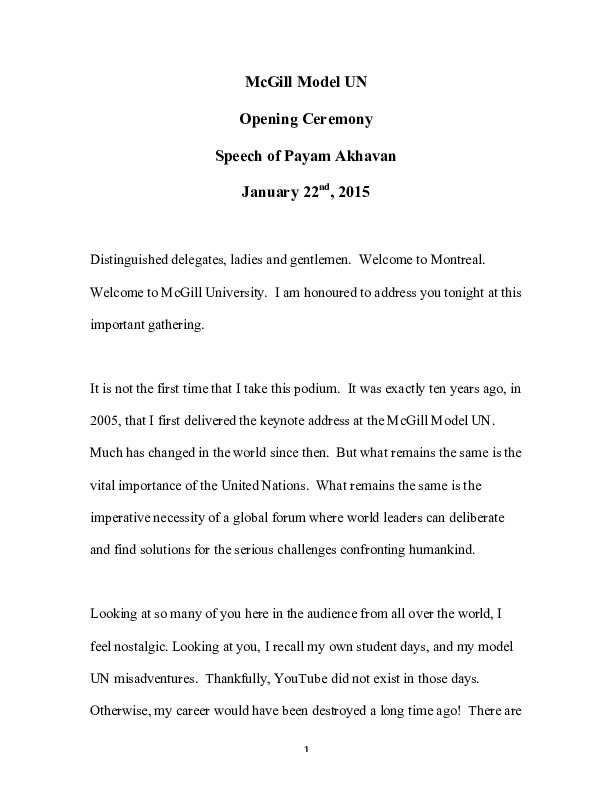 McGill Model UN
Opening Ceremony
Speech of Payam Akhavan
January 22nd, 2015
Distinguished delegates, ladies and gentlemen.  Welcome to Montreal.
Welcome to McGill University.  I am honoured to address you tonight at this
important gathering.
It is not the first time that I take this podium.  It was exactly ten years ago, in
2005, that I first delivered the keynote address at the McGill Model UN.
Much has changed in the world since then.  But what remains the same is the
vital importance of the United Nations.  What remains the same is the
imperative necessity of a global forum where world leaders can deliberate
and find solutions for the serious challenges confronting humankind.
Looking at so many of you here in the audience from all over the world, I
feel nostalgic. Looking at you, I recall my own student days, and my model
UN misadventures.  Thankfully, YouTube did not exist in those days.
Otherwise, my career would have been destroyed a long time ago!  There are
1